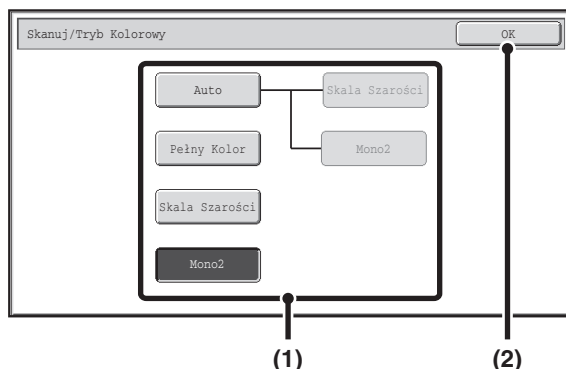 Skanuj/Tryb Kolorowy
OK
Auto
Skala Szarości
Pełny Kolor
Mono2
Skala Szarości
Mono2
(1)
(2)